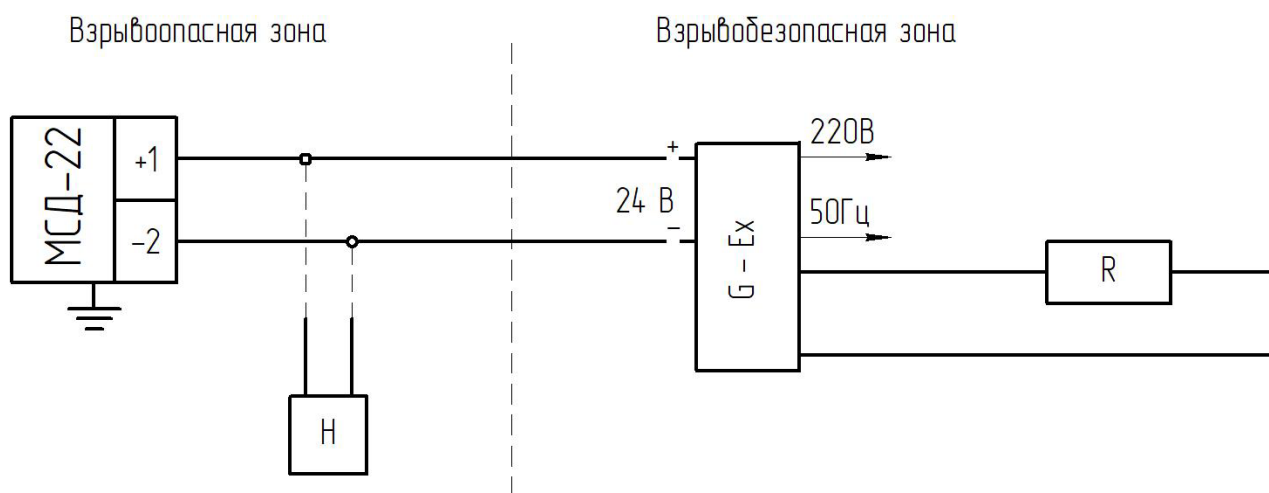 Взрывоопасная зона
Взрывобезопасная зона
МСД-22
+1
-2
+
24 В
-
G - Ex
220В
50Гц
R
H